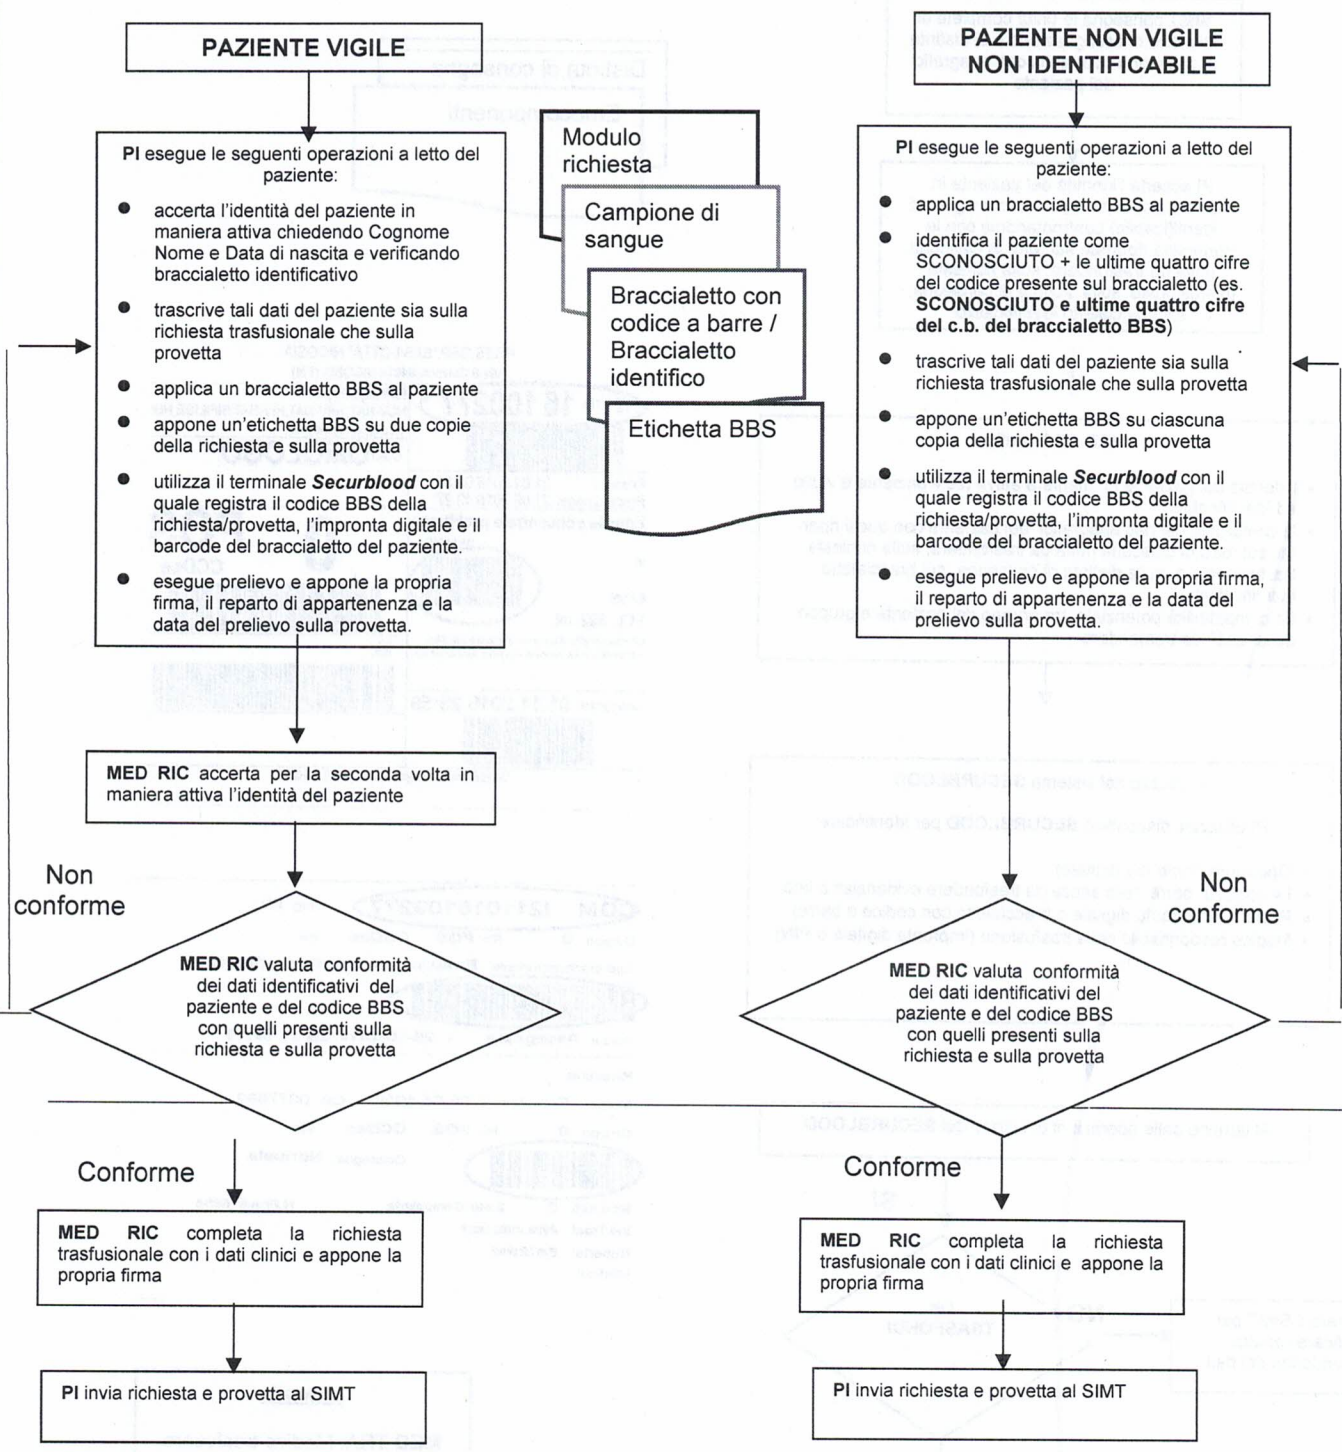 PAZIENTE VIGILE
PI esegue le seguenti operazioni a letto del
paziente:
accerta l'identità del paziente in
maniera attiva chiedendo Cognome
Nome e Data di nascita e verificando
braccialetto identificativo
trascrive tali dati del paziente sia sulla
richiesta trasfusionale che sulla
provetta
applica un braccialetto BBS al paziente
appone un'etichetta BBS su due copie
della richiesta e sulla provetta
utilizza il terminale Securblood con il
quale registra il codice BBS della
richiesta/provetta, l'impronta digitale e il
barcode del braccialetto del paziente.
esegue prelievo e appone la propria
firma, il reparto di appartenenza e la
data del prelievo sulla provetta.
MED RIC accerta per la seconda volta in
maniera attiva l'identità del paziente
Non
conforme
MED RIC valuta conformità
dei dati identificativi del
paziente e del codice BBS
con quelli presenti sulla
richiesta e sulla provetta
Conforme
MED RIC completa la richiesta
trasfusionale con i dati clinici e appone la
propria firma
PI invia richiesta e provetta al SIMT
Modulo
richiesta
Campione di
sangue
Braccialetto con
codice a barre /
Braccialetto
identifico
Etichetta BBS
PAZIENTE NON VIGILE
NON IDENTIFICABILE
PI esegue le seguenti operazioni a letto del
paziente:
applica un braccialetto BBS al paziente
identifica il paziente come
SCONOSCIUTO + le ultime quattro cifre
del codice presente sul braccialetto (es.
SCONOSCIUTO e ultime quattro cifre
del c.b. del braccialetto BBS)
trascrive tali dati del paziente sia sulla
richiesta trasfusionale che sulla provetta
appone un'etichetta BBS su ciascuna
copia della richiesta e sulla provetta
utilizza il terminale Securblood con il
quale registra il codice BBS della
richiesta/provetta, l'impronta digitale e il
barcode del braccialetto del paziente.
esegue prelievo e appone la propria firma,
il reparto di appartenenza e la data del
prelievo sulla provetta.
Non
conforme
MED RIC valuta conformità
dei dati identificativi del
paziente e del codice BBS
con quelli presenti sulla
richiesta e sulla provetta
Conforme
MED RIC completa la richiesta
trasfusionale con i dati clinici e appone la
propria firma
PI invia richiesta e provetta al SIMT